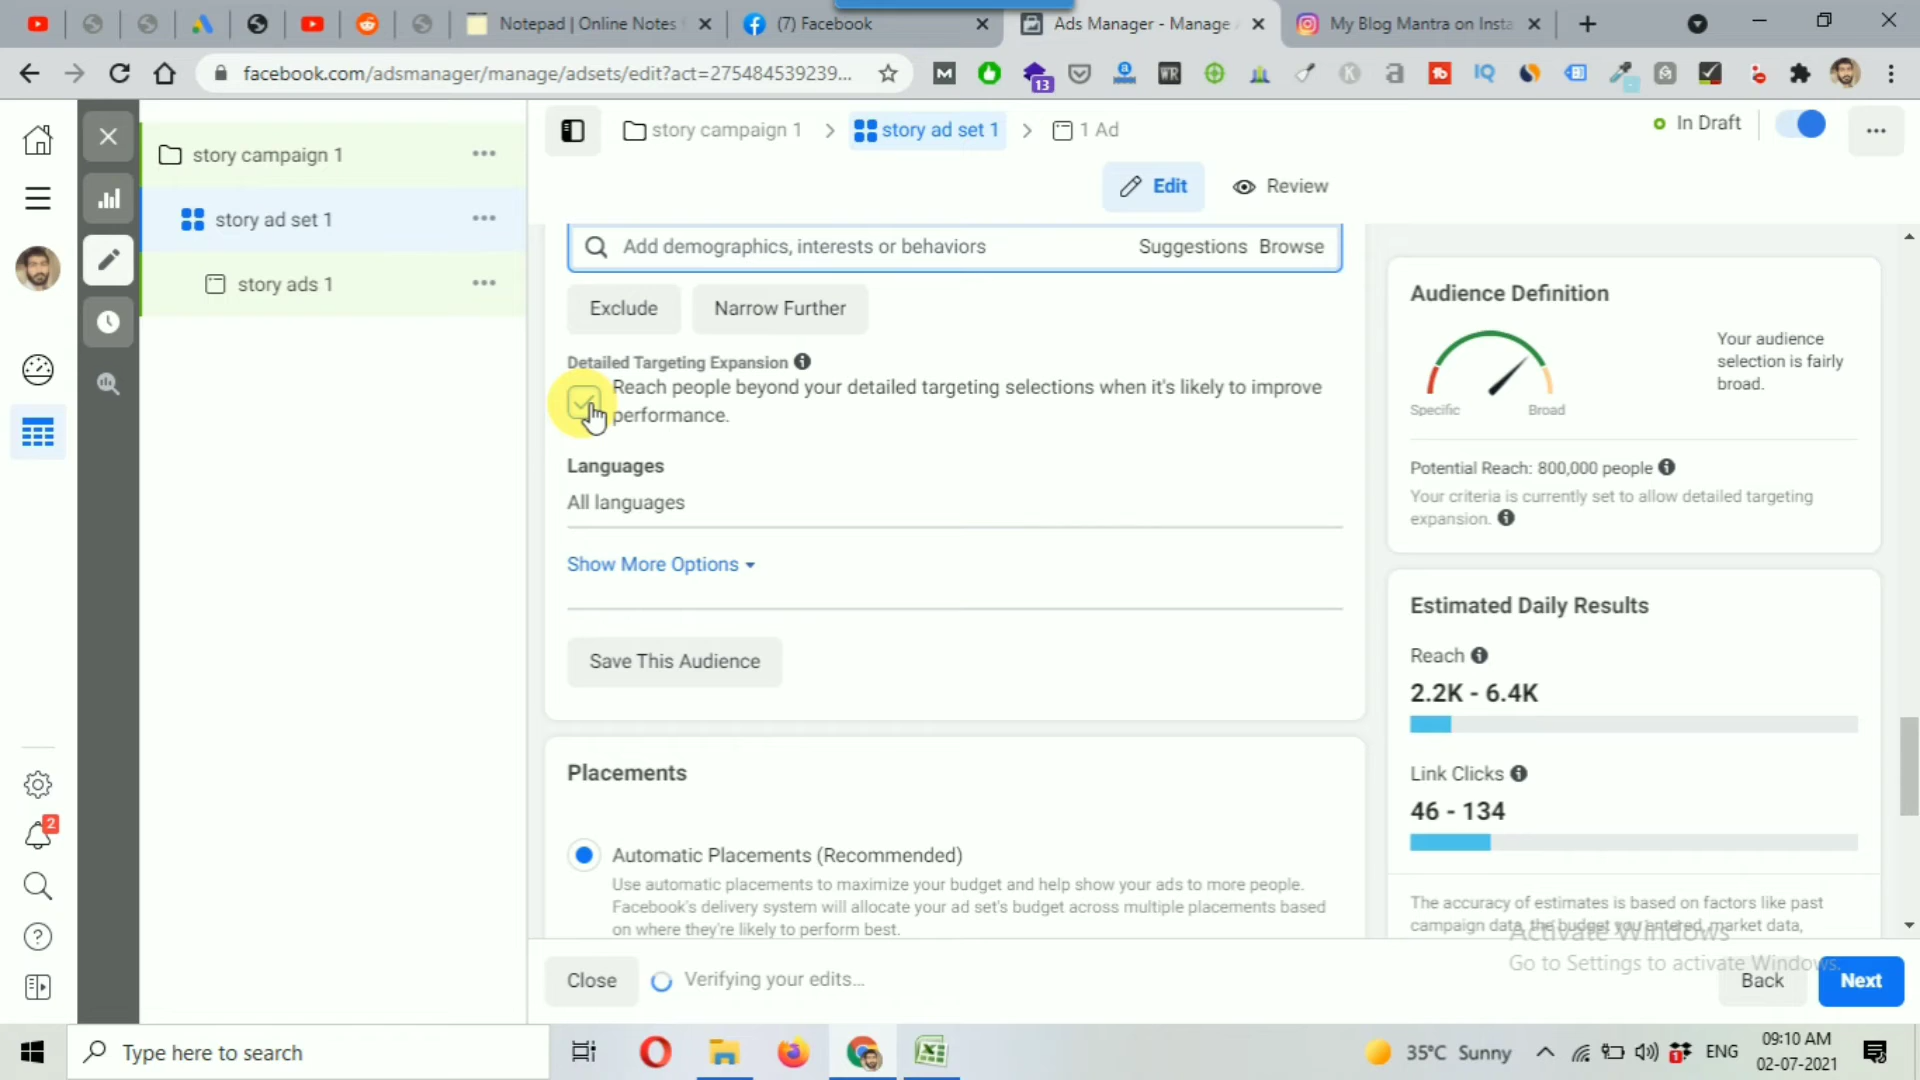 Notepad | Online Notes
(7) Facebook
Ads Manager - Manage
My Blog Mantra on Insta
facebook.com/adsmanager/manage/adsets/edit?act=275484539239...
13
story campaign 1
story ad set 1
story ads 1
story campaign 1 > story ad set 1 > 1 Ad
In Draft
Edit
Review
Add demographics, interests or behaviors
Suggestions Browse
Exclude
Narrow Further
Detailed Targeting Expansion
Reach people beyond your detailed targeting selections when it's likely to improve
performance.
Languages
All languages
Show More Options
Save This Audience
Placements
Automatic Placements (Recommended)
Use automatic placements to maximize your budget and help show your ads to more people.
Facebook's delivery system will allocate your ad set's budget across multiple placements based
on where they're likely to perform best.
Audience Definition
Your audience
selection is fairly
broad.
Specific
Broad
Potential Reach: 800,000 people
Your criteria is currently set to allow detailed targeting
expansion.
Estimated Daily Results
Reach
2.2K - 6.4K
Link Clicks
46 - 134
The accuracy of estimates is based on factors like past
campaign data, the budget you entered, market data,
Activate Windows
Go to Settings to activate Windows.
Close
Verifying your edits...
Back
Next
2
Type here to search
35°C Sunny
1
ENG
09:10 AM
02-07-2021